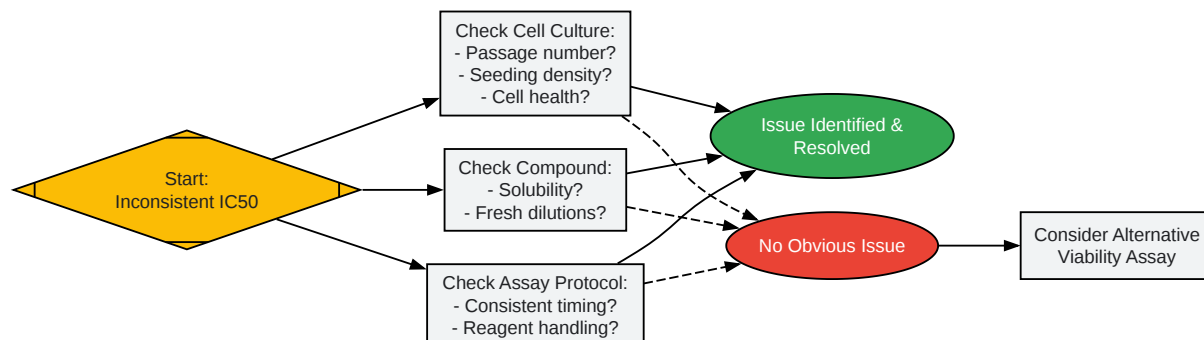 Start:
Inconsistent IC50
Check Cell Culture:
- Passage number?
- Seeding density?
- Cell health?
Check Compound:
- Solubility?
- Fresh dilutions?
Check Assay Protocol:
- Consistent timing?
- Reagent handling?
Issue Identified &
Resolved
No Obvious Issue
Consider Alternative
Viability Assay